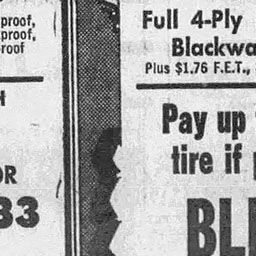 proof,
proof,
roof
OR
33
Full 4-Ply
Blackwa
Plus $1.76 F.E.T.,
Pay up
tire if
BL